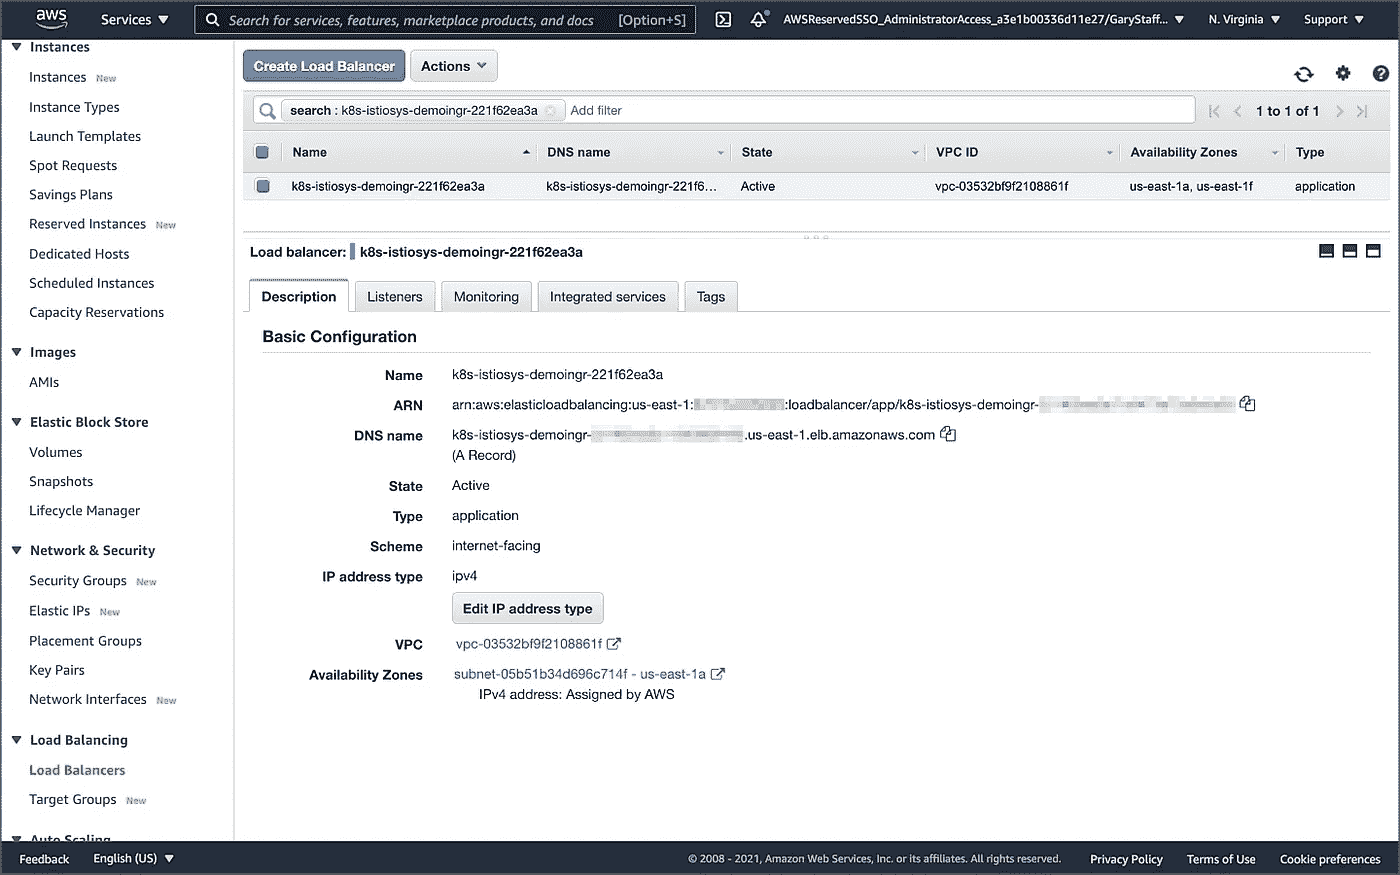 aws Services Search for services, features, marketplace products, and docs [Option+S] AWSReservedSSO_AdministratorAccess_a3e1b00336d11e27/GaryStaff... N. Virginia Support
Instances
Instances New
Instance Types
Launch Templates
Spot Requests
Savings Plans
Reserved Instances New
Dedicated Hosts
Scheduled Instances
Capacity Reservations
Images
AMIs
Elastic Block Store
Volumes
Snapshots
Lifecycle Manager
Network & Security
Security Groups New
Elastic IPs New
Placement Groups
Key Pairs
Network Interfaces New
Load Balancing
Load Balancers
Target Groups New
Auto Scaling
Create Load Balancer Actions
search : k8s-istiosys-demoingr-221f62ea3a Add filter 1 to 1 of 1
Name DNS name State VPC ID Availability Zones Type
k8s-istiosys-demoingr-221f62ea3a k8s-istiosys-demoingr-221f6... Active vpc-03532bf9f2108861f us-east-1a, us-east-1f application
Load balancer: k8s-istiosys-demoingr-221f62ea3a
Description Listeners Monitoring Integrated services Tags
Basic Configuration
Name k8s-istiosys-demoingr-221f62ea3a
ARN arn:aws:elasticloadbalancing:us-east-1: :loadbalancer/app/k8s-istiosys-demoingr-
DNS name k8s-istiosys-demoingr- .us-east-1.elb.amazonaws.com
(A Record)
State Active
Type application
Scheme internet-facing
IP address type ipv4
Edit IP address type
VPC vpc-03532bf9f2108861f
Availability Zones subnet-05b51b34d696c714f - us-east-1a
IPv4 address: Assigned by AWS
Feedback English (US) © 2008 - 2021, Amazon Web Services, Inc. or its affiliates. All rights reserved. Privacy Policy Terms of Use Cookie preferences